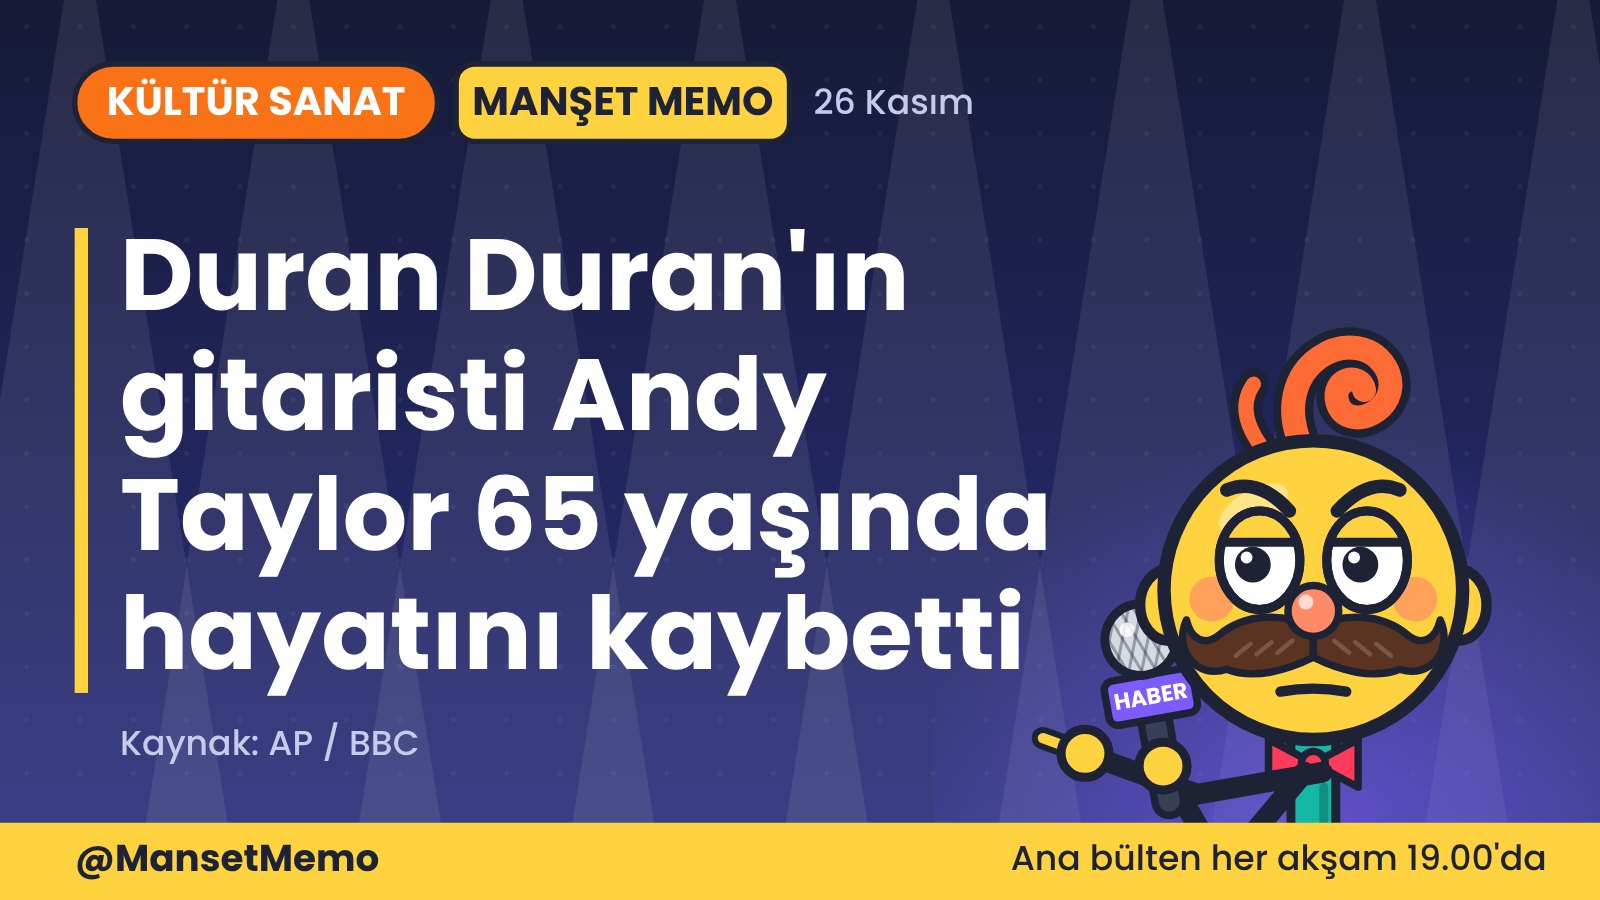 KÜLTÜR SANAT MANŞET MEMO 26 Kasım
Duran Duran'ın
gitaristi Andy
Taylor 65 yaşında
hayatını kaybetti
Kaynak: AP / BBC
HABER
@MansetMemo Ana bülten her akşam 19.00'da